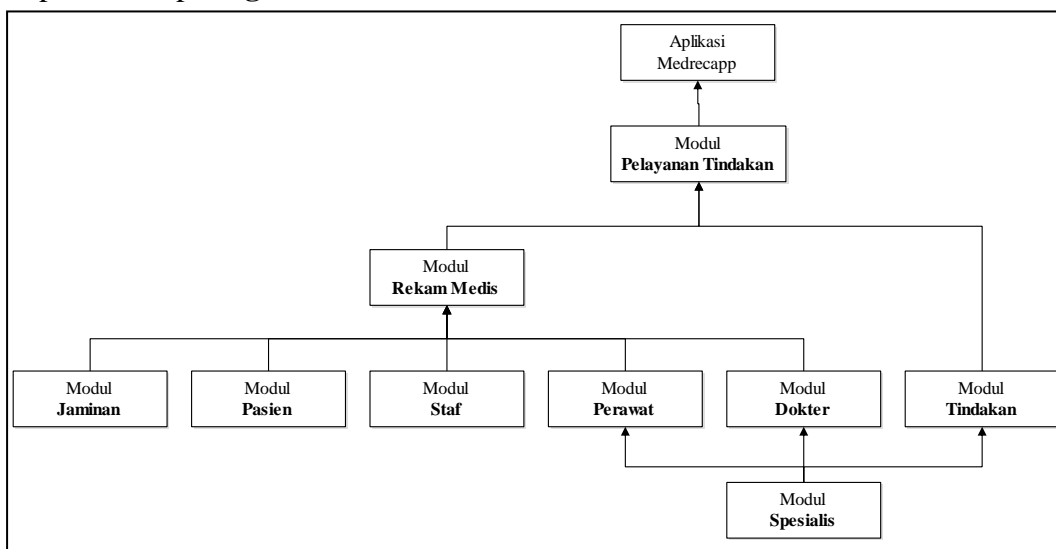 Aplikasi
Medrecapp
Modul
Pelayanan Tindakan
Modul
Rekam Medis
Modul
Jaminan
Modul
Pasien
Modul
Staf
Modul
Perawat
Modul
Dokter
Modul
Tindakan
Modul
Spesialis